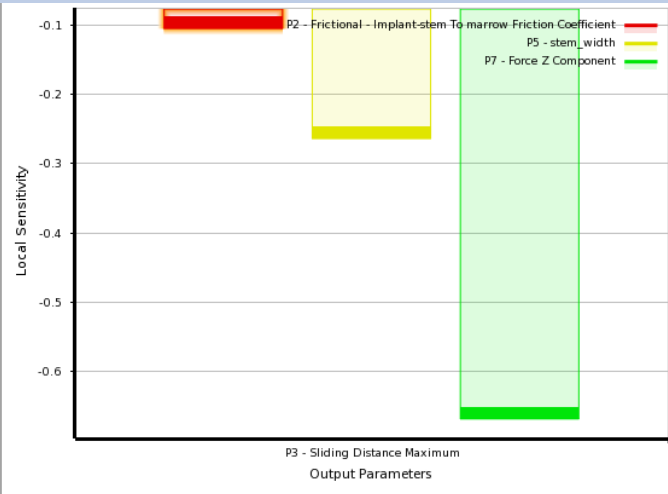 -0.1
P2 - Frictional - Implant-stem To marrow Friction Coefficient
P5 - stem_width
P7 - Force Z Component
-0.2
-0.3
-0.4
-0.5
-0.6
Local Sensitivity
P3 - Sliding Distance Maximum
Output Parameters